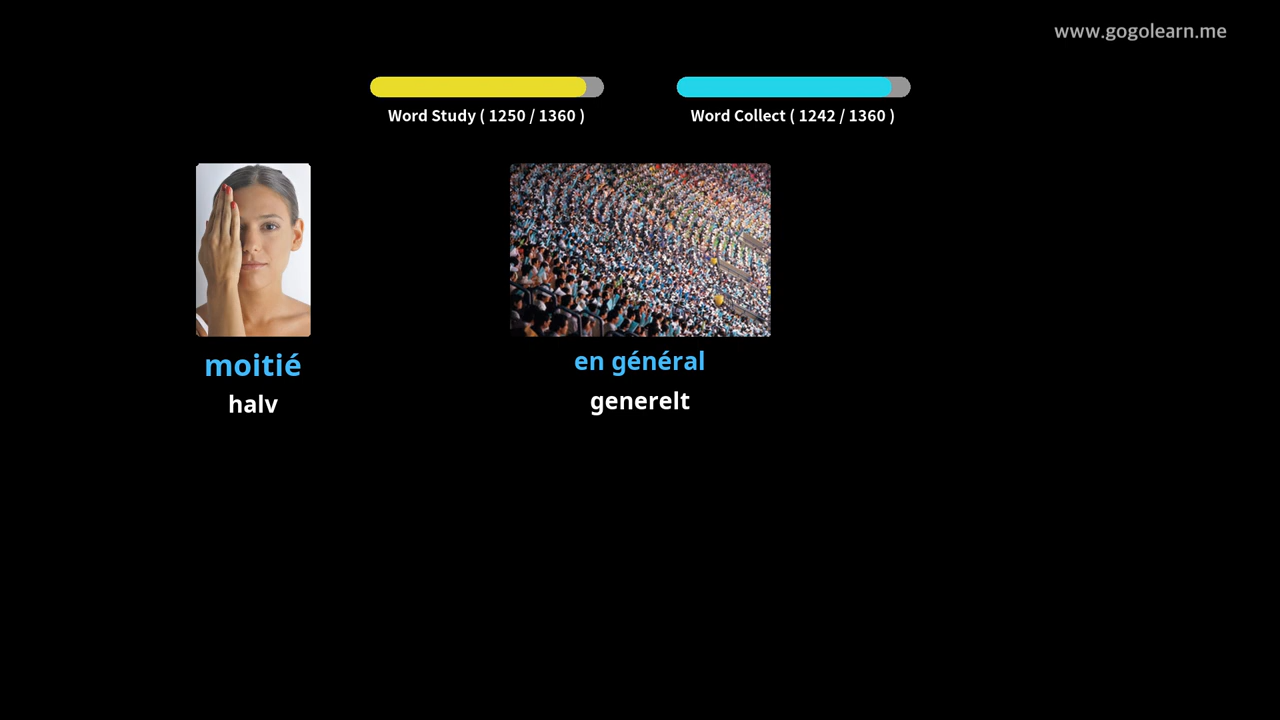 www.gogolearn.me
Word Study ( 1250 / 1360 )
Word Collect ( 1242 / 1360 )
moitié
halv
en général
generelt